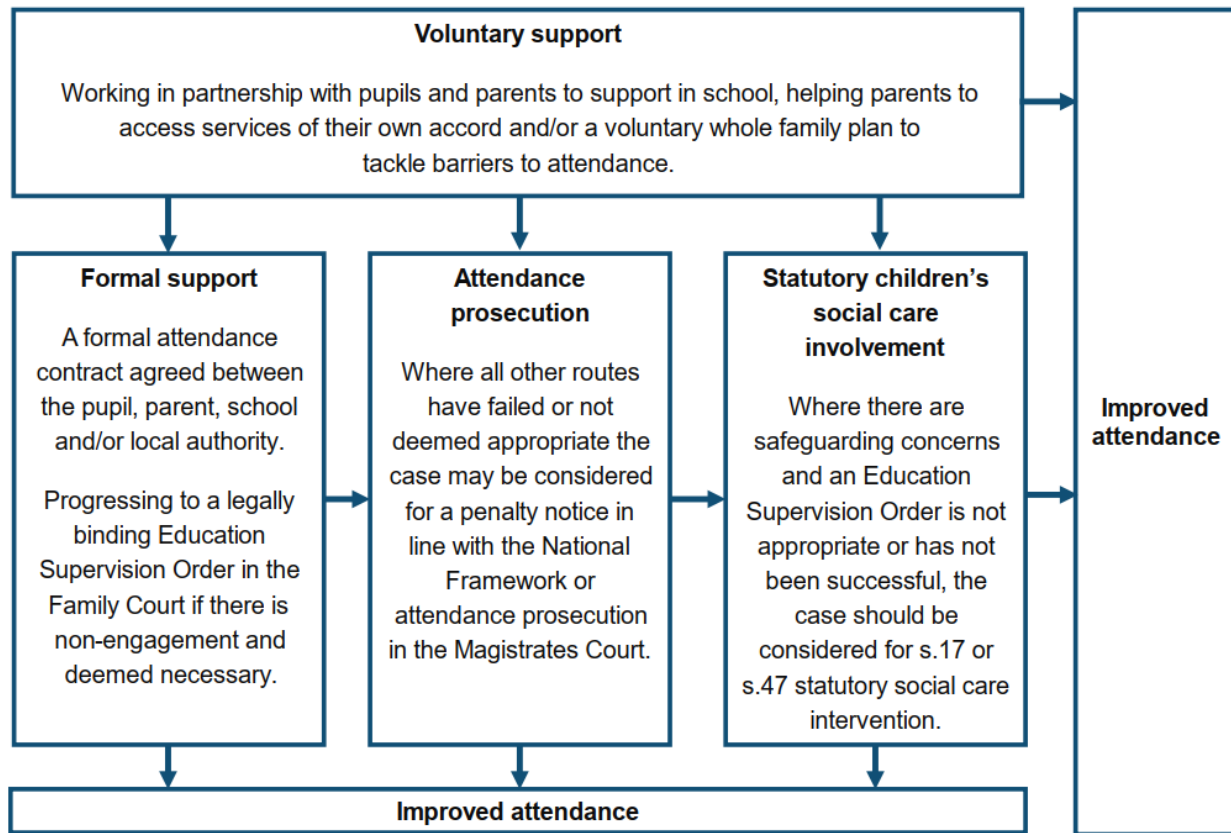 Voluntary support
Working in partnership with pupils and parents to support in school, helping parents to
access services of their own accord and/or a voluntary whole family plan to
tackle barriers to attendance.
Formal support
A formal attendance
contract agreed between
the pupil, parent, school
and/or local authority.
Progressing to a legally
binding Education
Supervision Order in the
Family Court if there is
non-engagement and
deemed necessary.
Attendance
prosecution
Where all other routes
have failed or not
deemed appropriate the
case may be considered
for a penalty notice in
line with the National
Framework or
attendance prosecution
in the Magistrates Court.
Statutory children’s
social care
involvement
Where there are
safeguarding concerns
and an Education
Supervision Order is not
appropriate or has not
been successful, the
case should be
considered for s.17 or
s.47 statutory social care
intervention.
Improved
attendance
Improved attendance